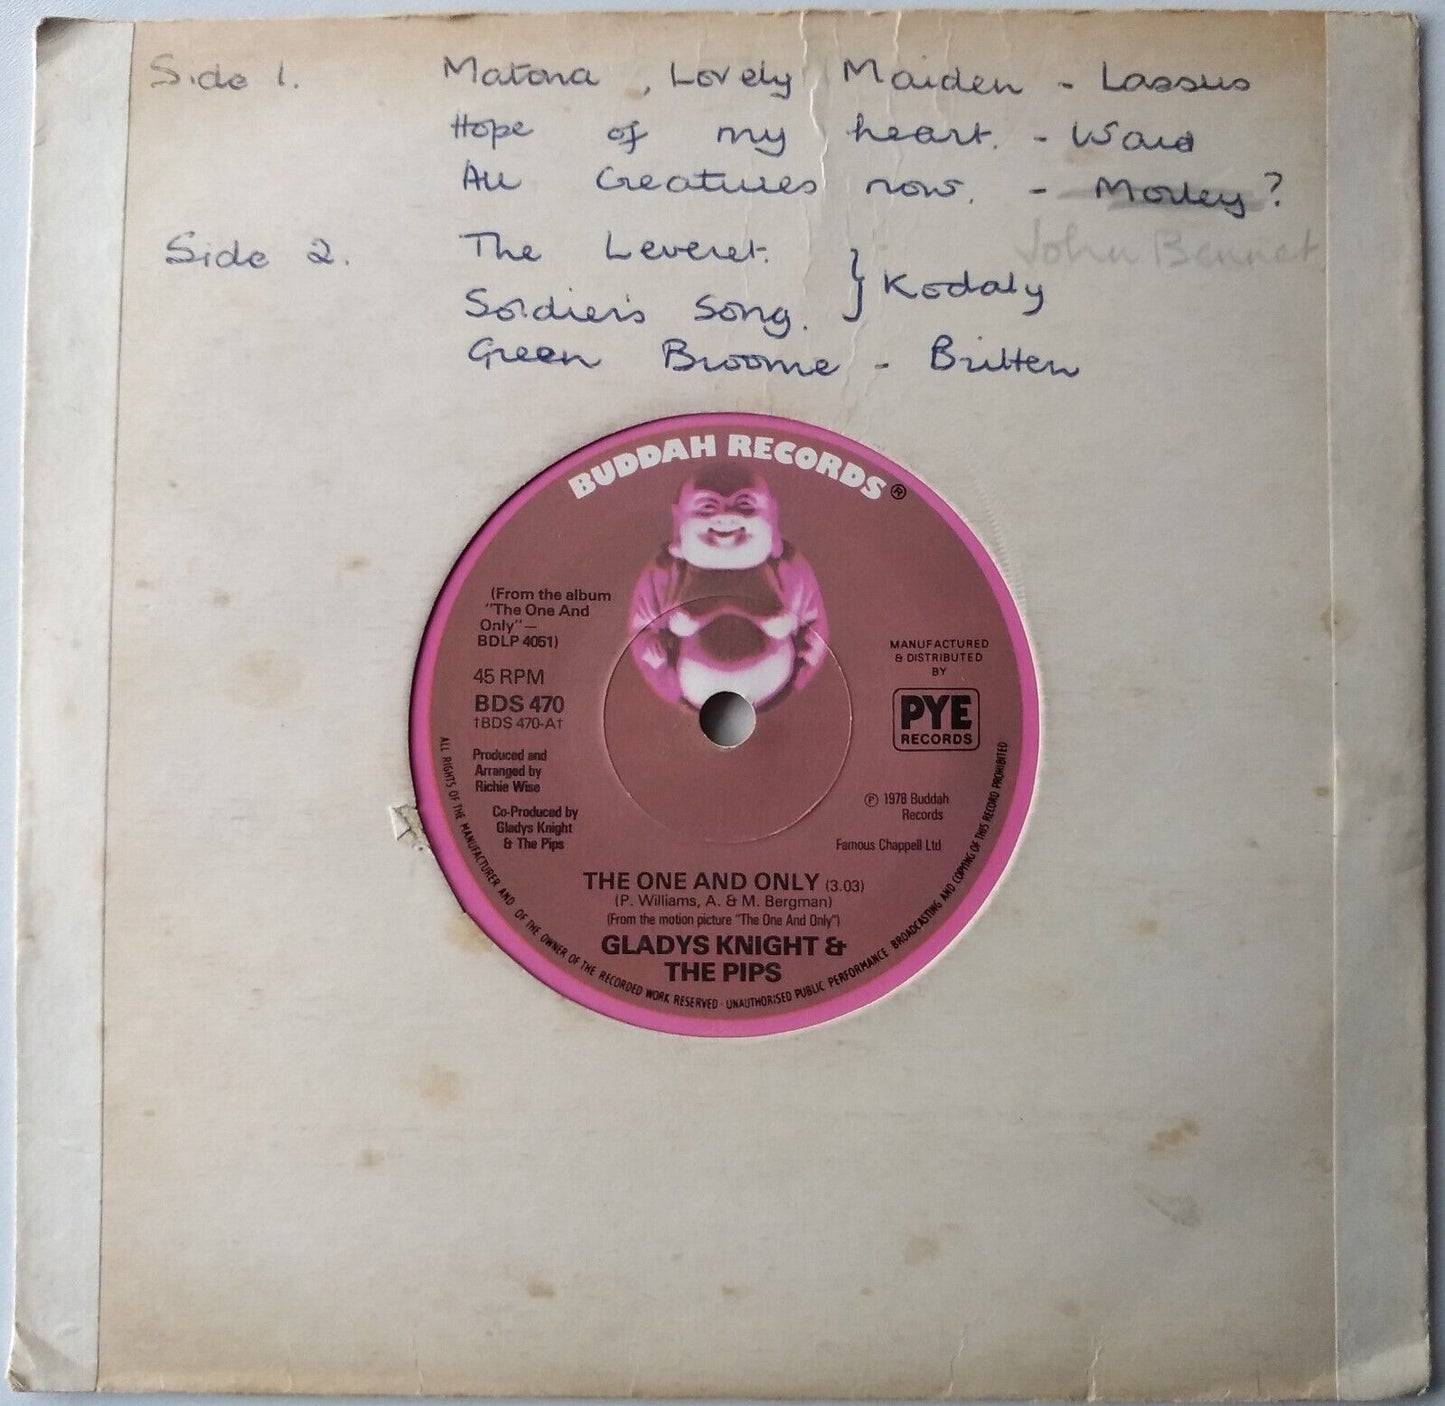 Side 1. Matona, Lovely Maiden - Lassus
Hope of my heart. - Ward
All Creatures now. - Morley?
John Bennet.
Side 2. The Leveret.
Soldier's Song. } Kodaly
Green Broome - Britten
BUDDAH RECORDS®
(From the album
"The One And
Only" —
BDLP 4051)
45 RPM
BDS 470
†BDS 470-A†
Produced and
Arranged by
Richie Wise
Co-Produced by
Gladys Knight
& The Pips
MANUFACTURED
& DISTRIBUTED
BY
PYE
RECORDS
℗ 1978 Buddah
Records
Famous Chappell Ltd
THE ONE AND ONLY (3.03)
(P. Williams, A. & M. Bergman)
(From the motion picture "The One And Only")
GLADYS KNIGHT &
THE PIPS
ALL RIGHTS OF THE MANUFACTURER AND OF THE OWNER OF THE RECORDED WORK RESERVED · UNAUTHORISED PUBLIC PERFORMANCE BROADCASTING AND COPYING OF THIS RECORD PROHIBITED